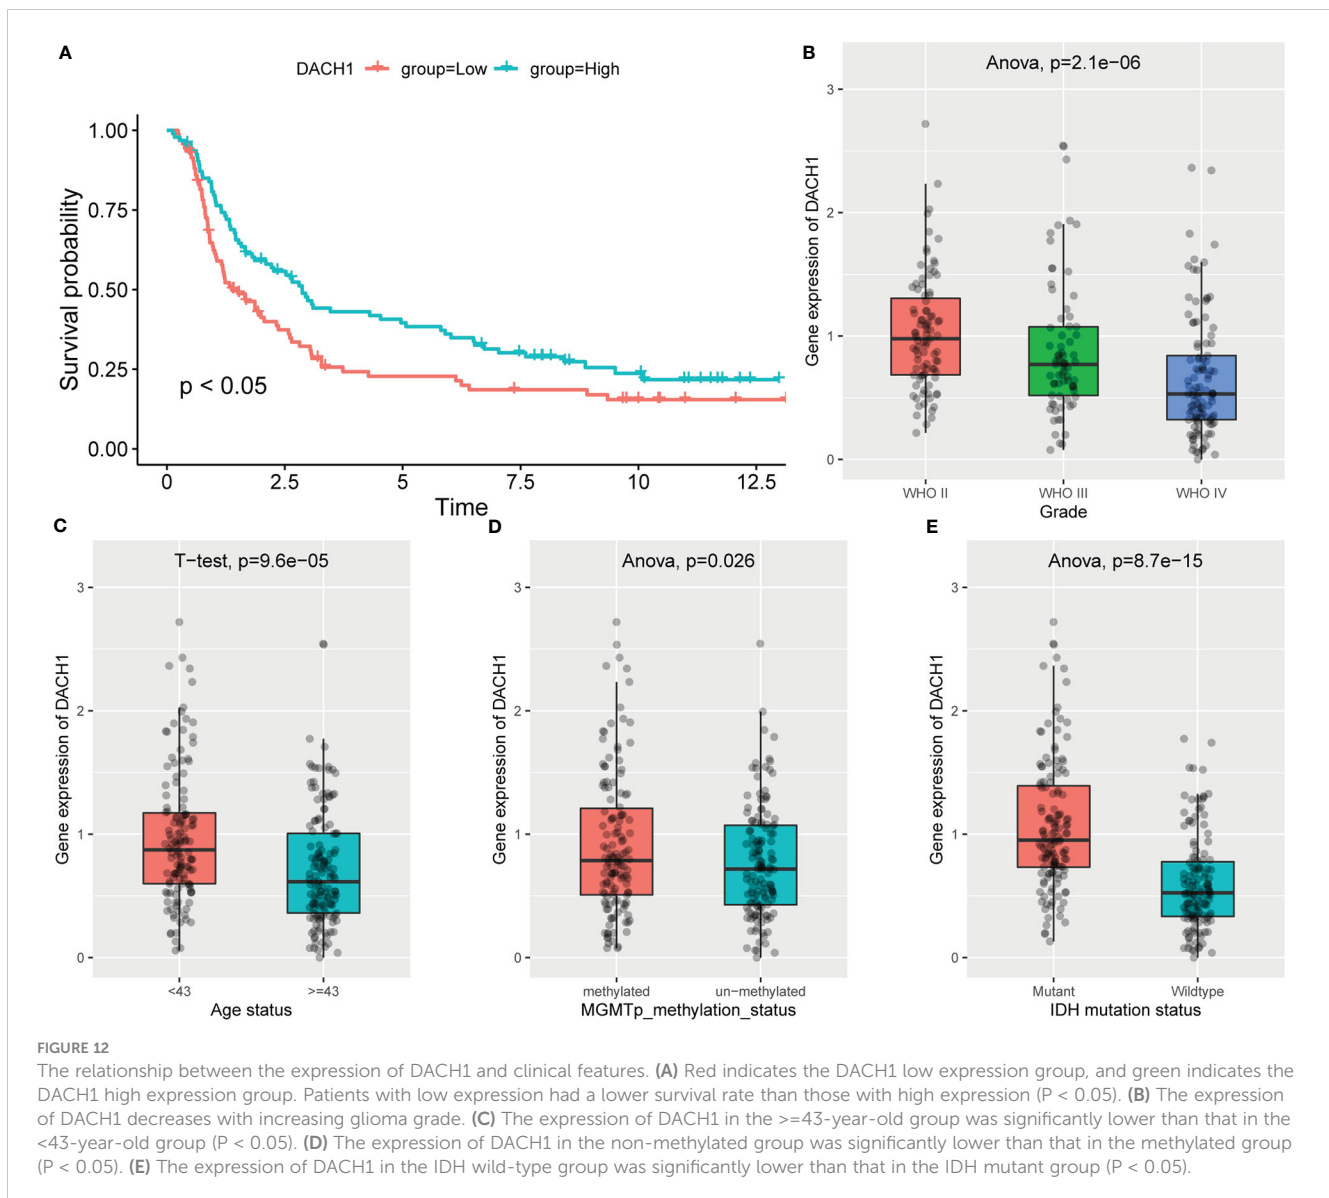 A
DACH1 group=Low group=High
1.00
0.75
0.50
0.25
0.00
Survival probability
p < 0.05
0 2.5 5 7.5 10 12.5
Time
B
Anova, p=2.1e−06
3
2
1
0
Gene expression of DACH1
WHO II WHO III WHO IV
Grade
C
T−test, p=9.6e−05
3
2
1
0
Gene expression of DACH1
<43 >=43
Age status
D
Anova, p=0.026
3
2
1
0
Gene expression of DACH1
methylated un−methylated
MGMTp_methylation_status
E
Anova, p=8.7e−15
3
2
1
0
Gene expression of DACH1
Mutant Wildtype
IDH mutation status
FIGURE 12
The relationship between the expression of DACH1 and clinical features. (A) Red indicates the DACH1 low expression group, and green indicates the
DACH1 high expression group. Patients with low expression had a lower survival rate than those with high expression (P < 0.05). (B) The expression
of DACH1 decreases with increasing glioma grade. (C) The expression of DACH1 in the >=43-year-old group was significantly lower than that in the
<43-year-old group (P < 0.05). (D) The expression of DACH1 in the non-methylated group was significantly lower than that in the methylated group
(P < 0.05). (E) The expression of DACH1 in the IDH wild-type group was significantly lower than that in the IDH mutant group (P < 0.05).